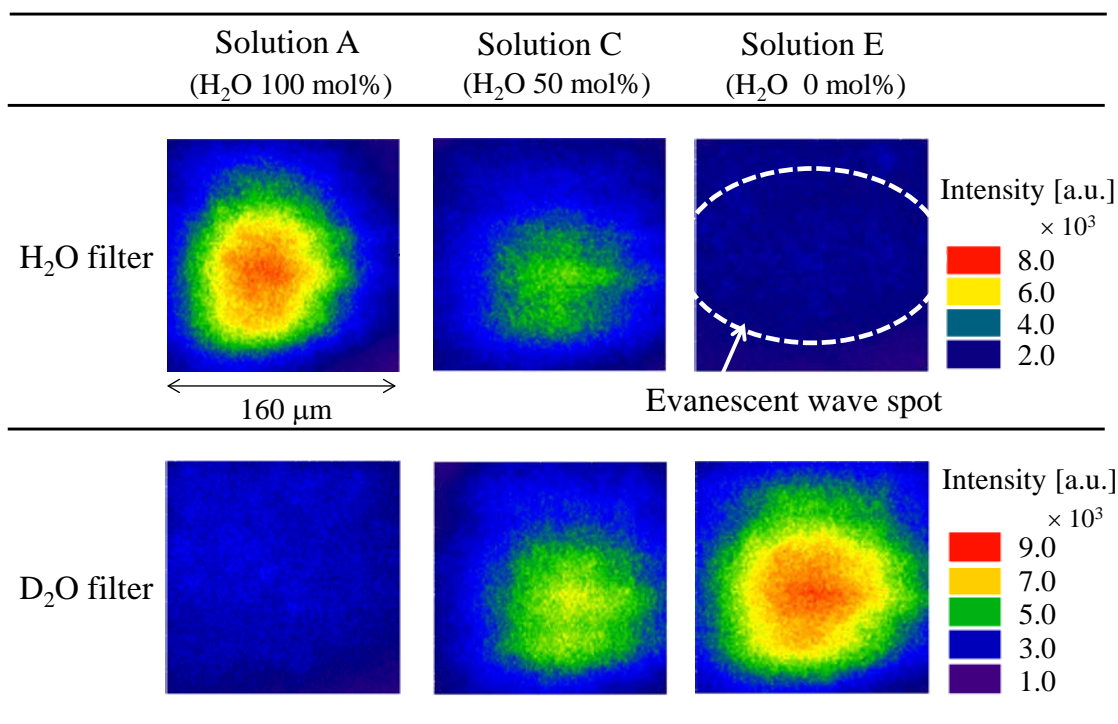 Solution A
(H₂O 100 mol%)
Solution C
(H₂O 50 mol%)
Solution E
(H₂O 0 mol%)
H₂O filter
Intensity [a.u.]
× 10³
8.0
6.0
4.0
2.0
160 μm
Evanescent wave spot
D₂O filter
Intensity [a.u.]
× 10³
9.0
7.0
5.0
3.0
1.0